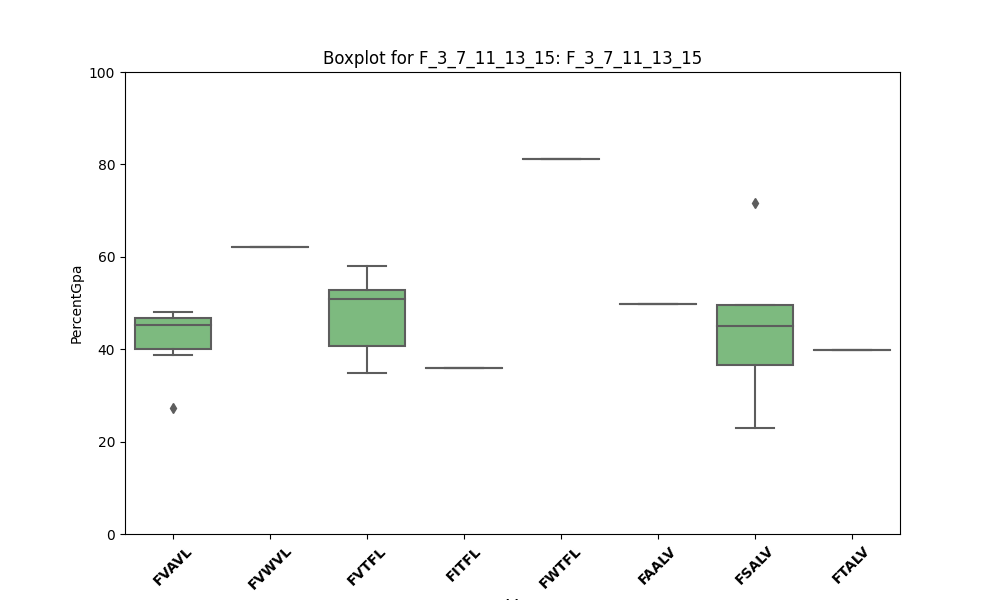 Boxplot for F_3_7_11_13_15: F_3_7_11_13_15
PercentGpa
100
80
60
40
20
0
FVAVL
FVWVL
FVTFL
FITFL
FWTFL
FAALV
FSALV
FTALV